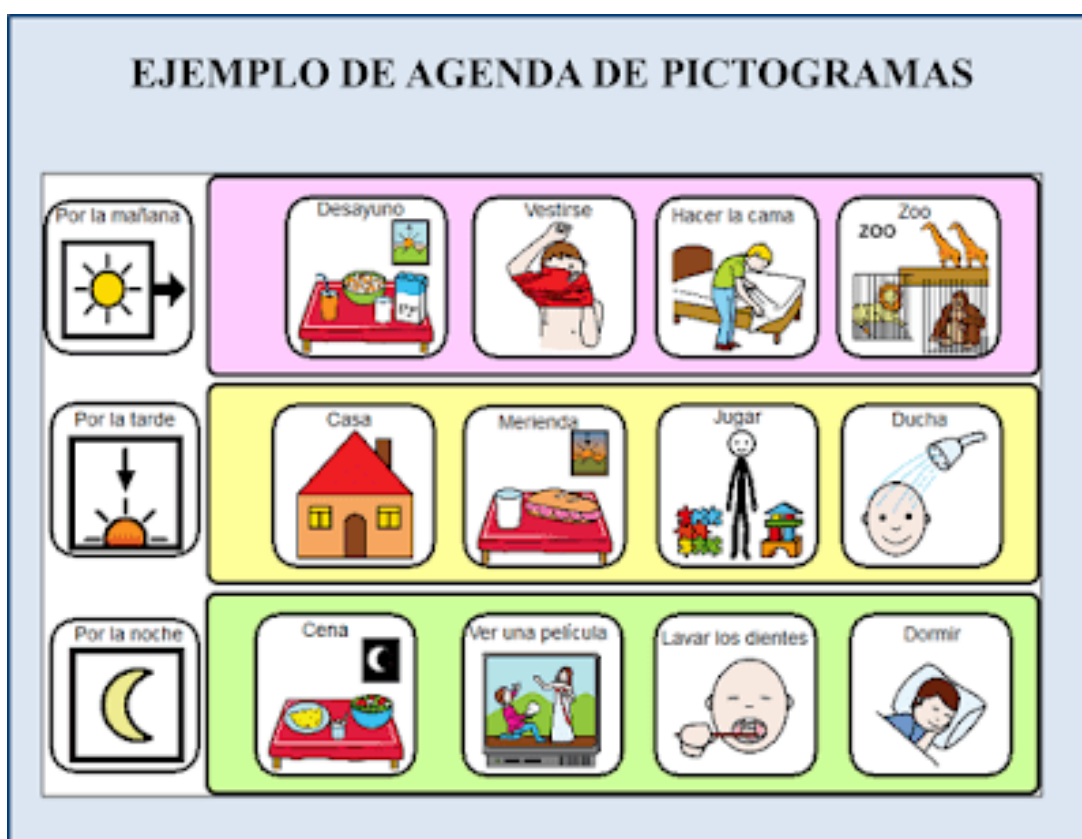 EJEMPLO DE AGENDA DE PICTOGRAMAS
Por la mañana
Desayuno
Vestirse
Hacer la cama
Zoo
ZOO
Por la tarde
Casa
Merienda
Jugar
Ducha
Por la noche
Cena
Ver una película
Lavar los dientes
Dormir